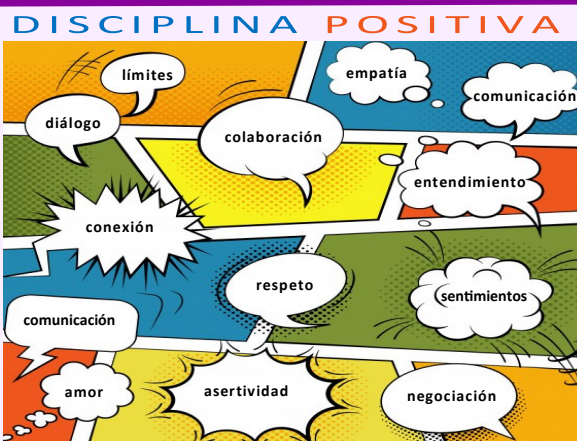 DISCIPLINA POSITIVA
límites
empatía
comunicación
diálogo
colaboración
entendimiento
conexión
respeto
sentimientos
comunicación
amor
asertividad
negociación